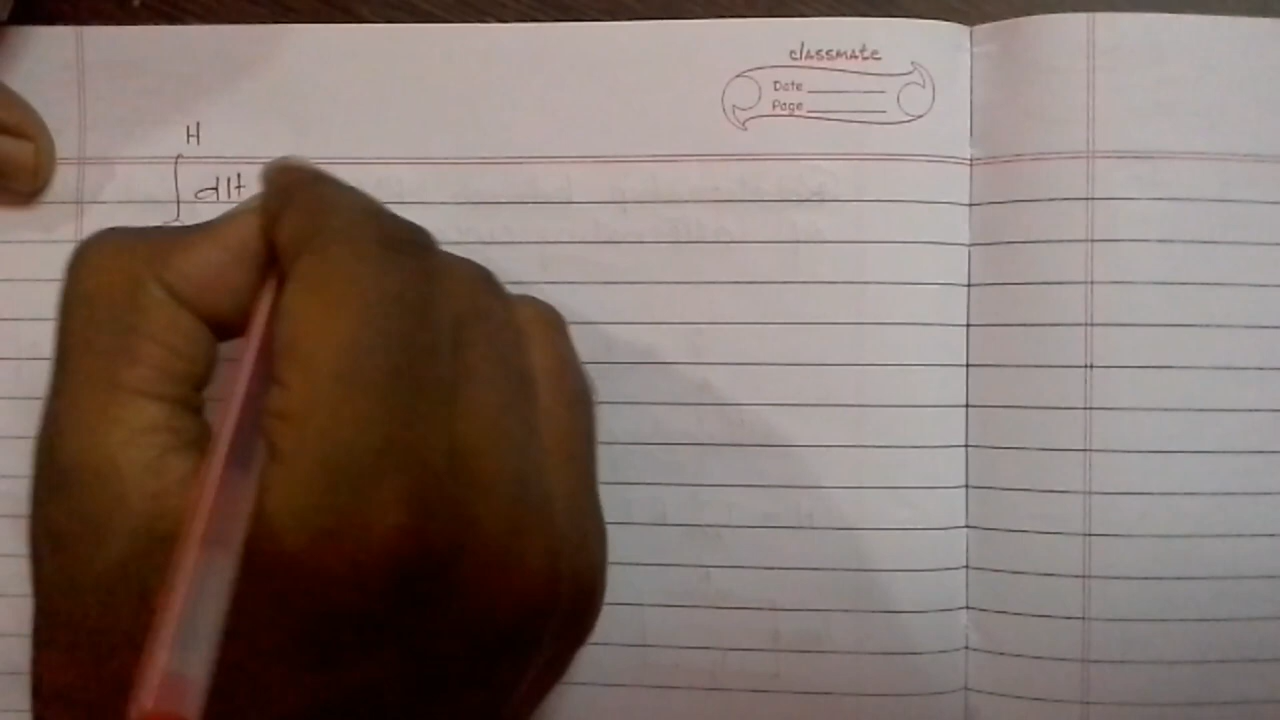 classmate
Date
Page
H
∫ dH